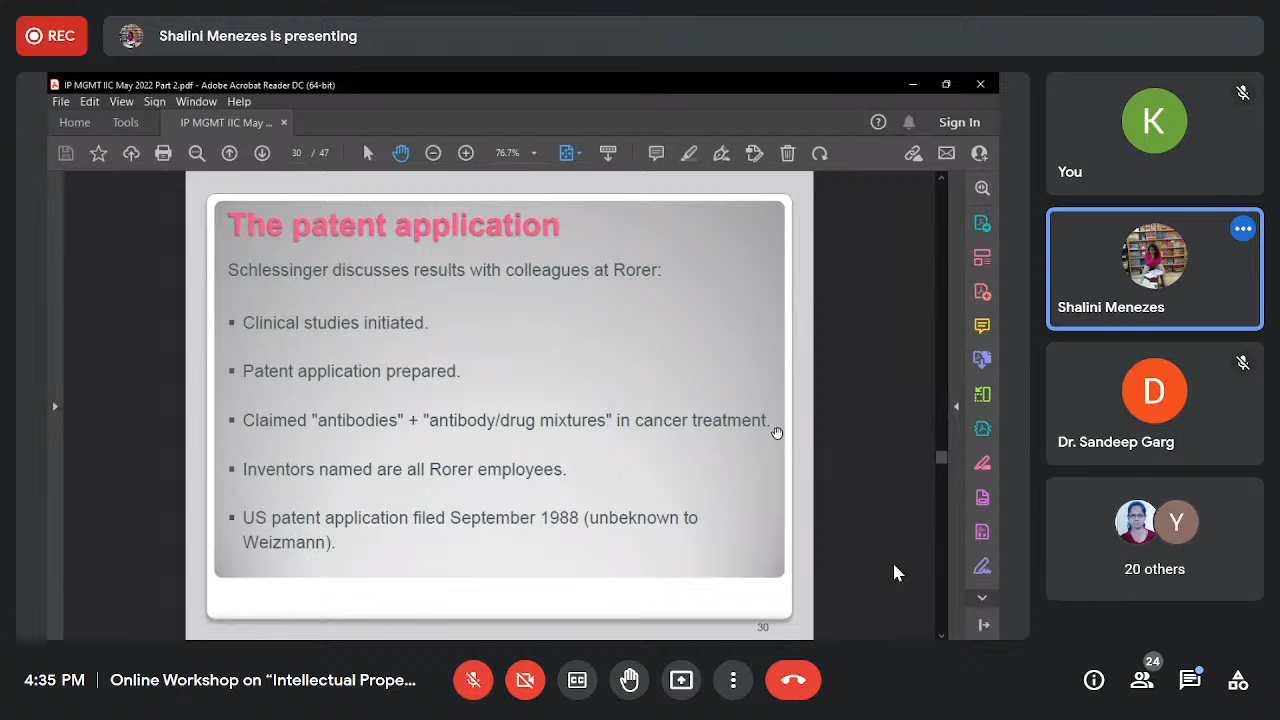 REC
Shalini Menezes is presenting
IP MGMT IIC May 2022 Part 2.pdf - Adobe Acrobat Reader DC (64-bit)
File Edit View Sign Window Help
Home Tools IP MGMT IIC May ... × Sign In
30 / 47 76.7%
The patent application
Schlessinger discusses results with colleagues at Rorer:
▪ Clinical studies initiated.
▪ Patent application prepared.
▪ Claimed "antibodies" + "antibody/drug mixtures" in cancer treatment.
▪ Inventors named are all Rorer employees.
▪ US patent application filed September 1988 (unbeknown to
Weizmann).
30
K
You
Shalini Menezes
D
Dr. Sandeep Garg
Y
20 others
4:35 PM | Online Workshop on “Intellectual Prope...
24